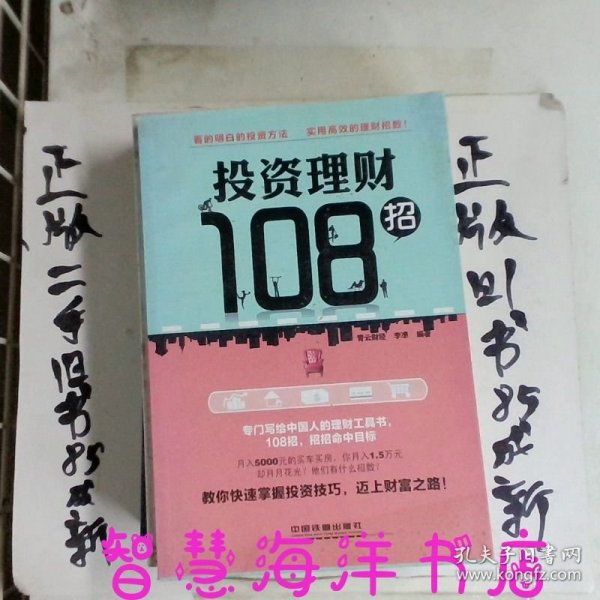 看的明白的投资方法 实用高效的理财招数！
投资理财
108招
青云财经 李凛 编著
专门写给中国人的理财工具书，
108招，招招命中目标
月入5000元的买车买房，你月入1.5万元
却月月花光？他们有什么招数？
教你快速掌握投资技巧，迈上财富之路！
中国铁道出版社
正版二手旧书85成新
正版旧书85成新
智慧海洋书店
孔夫子旧书网
www.kongfz.com